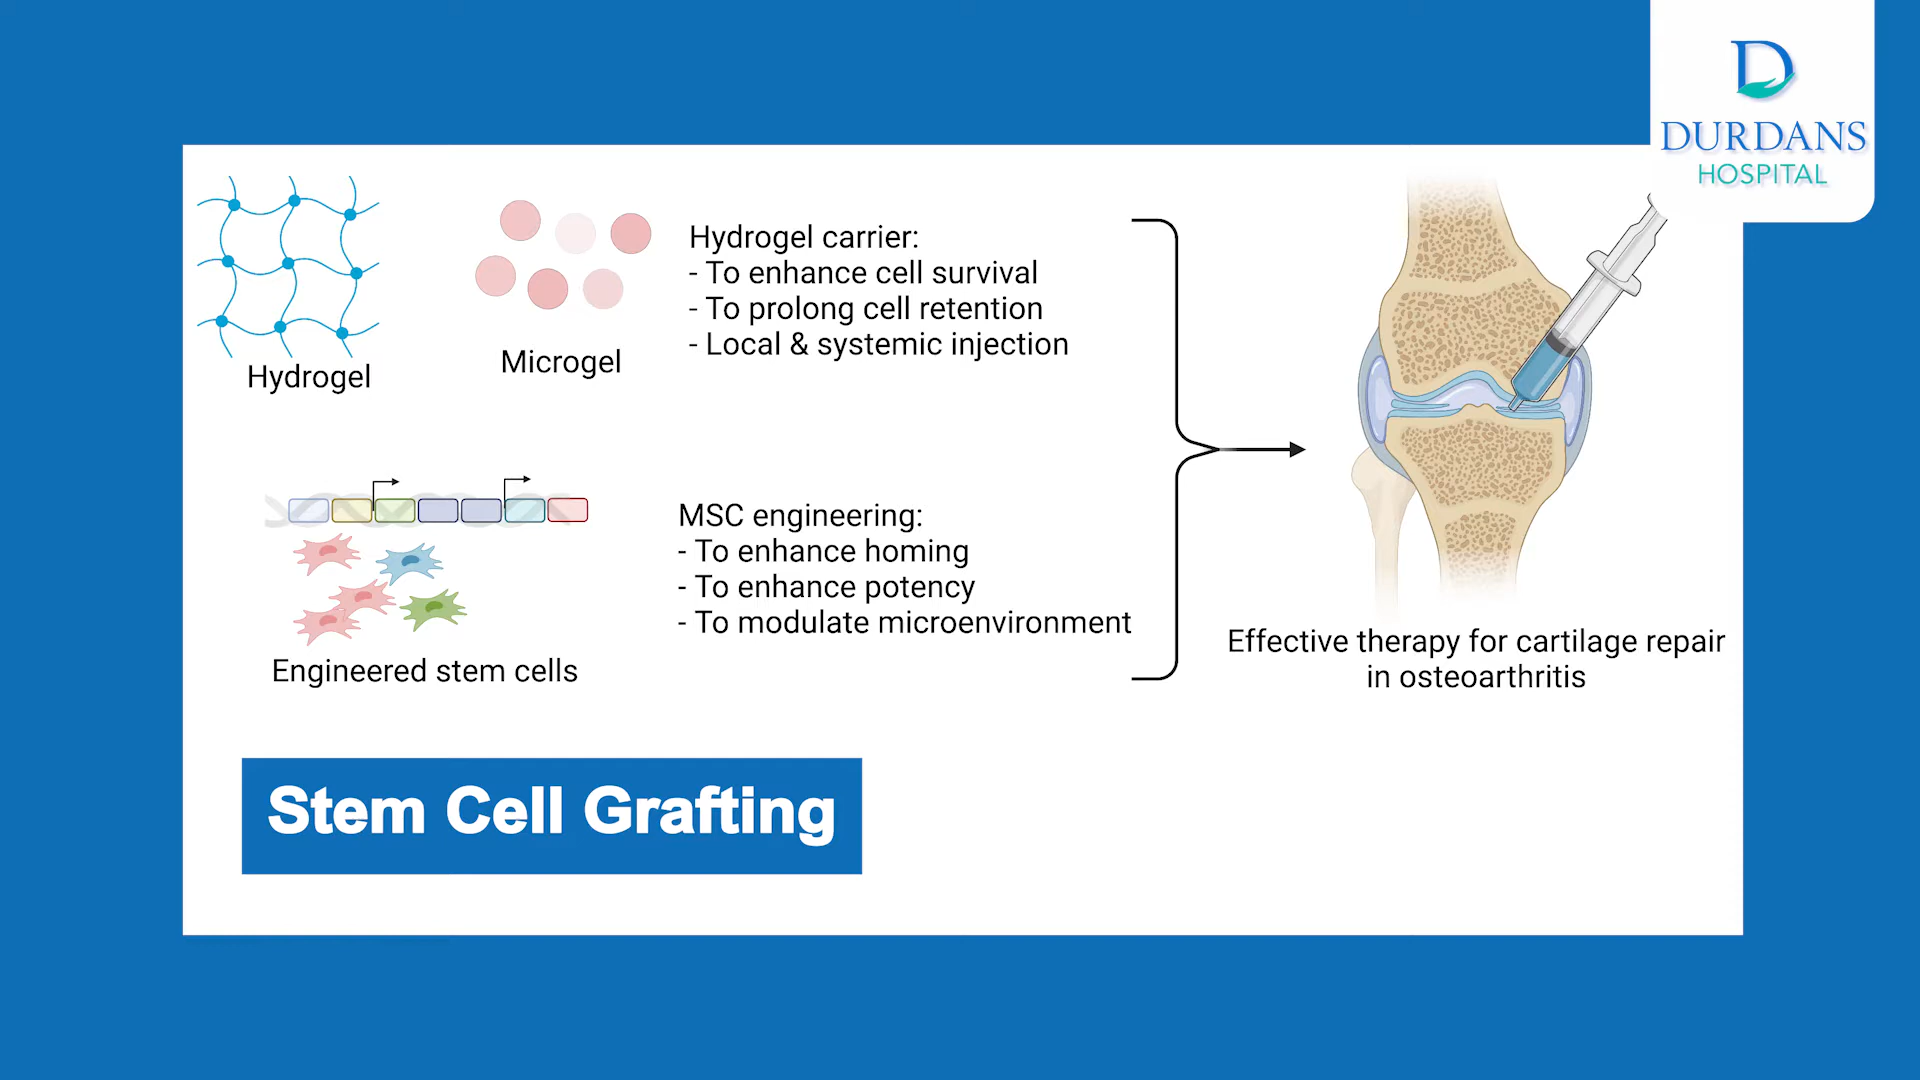 DURDANS
HOSPITAL
Hydrogel
Microgel
Hydrogel carrier:
- To enhance cell survival
- To prolong cell retention
- Local & systemic injection
Engineered stem cells
MSC engineering:
- To enhance homing
- To enhance potency
- To modulate microenvironment
Effective therapy for cartilage repair
in osteoarthritis
Stem Cell Grafting